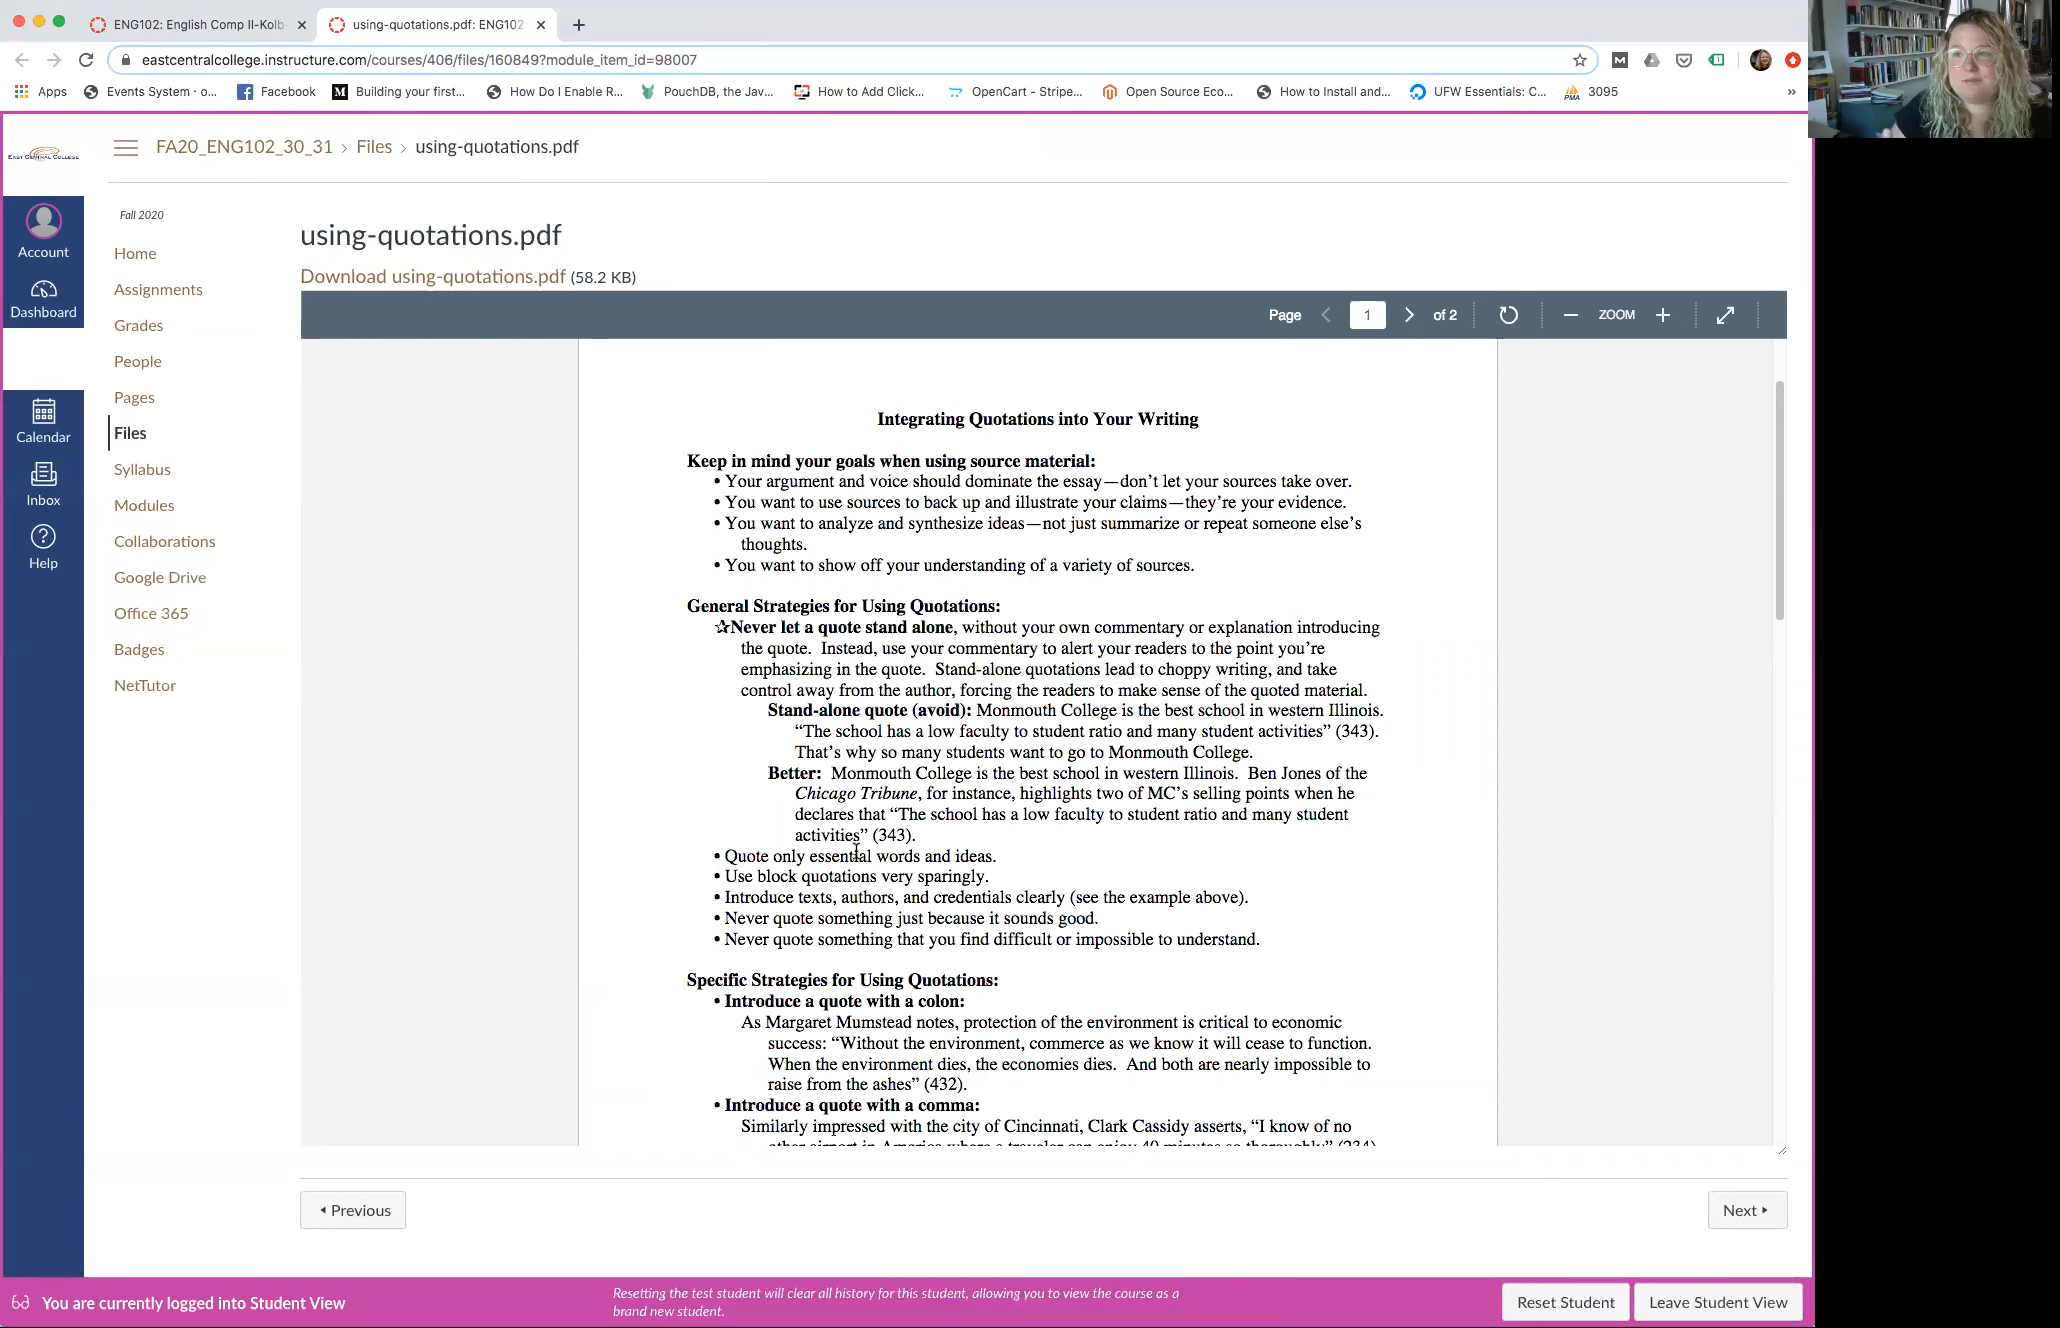 ENG102: English Comp II-Kolb
using-quotations.pdf: ENG102
eastcentralcollege.instructure.com/courses/406/files/160849?module_item_id=98007
Apps
Events System · o...
Facebook
Building your first...
How Do I Enable R...
PouchDB, the Jav...
How to Add Click...
OpenCart - Stripe...
Open Source Eco...
How to Install and...
UFW Essentials: C...
3095
EAST CENTRAL COLLEGE
FA20_ENG102_30_31 › Files › using-quotations.pdf
Account
Dashboard
Calendar
Inbox
Help
Fall 2020
Home
Assignments
Grades
People
Pages
Files
Syllabus
Modules
Collaborations
Google Drive
Office 365
Badges
NetTutor
using-quotations.pdf
Download using-quotations.pdf (58.2 KB)
Page 1 of 2 ZOOM
Integrating Quotations into Your Writing
Keep in mind your goals when using source material:
• Your argument and voice should dominate the essay—don’t let your sources take over.
• You want to use sources to back up and illustrate your claims—they’re your evidence.
• You want to analyze and synthesize ideas—not just summarize or repeat someone else’s
thoughts.
• You want to show off your understanding of a variety of sources.
General Strategies for Using Quotations:
☆Never let a quote stand alone, without your own commentary or explanation introducing
the quote. Instead, use your commentary to alert your readers to the point you’re
emphasizing in the quote. Stand-alone quotations lead to choppy writing, and take
control away from the author, forcing the readers to make sense of the quoted material.
Stand-alone quote (avoid): Monmouth College is the best school in western Illinois.
“The school has a low faculty to student ratio and many student activities” (343).
That’s why so many students want to go to Monmouth College.
Better: Monmouth College is the best school in western Illinois. Ben Jones of the
Chicago Tribune, for instance, highlights two of MC’s selling points when he
declares that “The school has a low faculty to student ratio and many student
activities” (343).
• Quote only essential words and ideas.
• Use block quotations very sparingly.
• Introduce texts, authors, and credentials clearly (see the example above).
• Never quote something just because it sounds good.
• Never quote something that you find difficult or impossible to understand.
Specific Strategies for Using Quotations:
• Introduce a quote with a colon:
As Margaret Mumstead notes, protection of the environment is critical to economic
success: “Without the environment, commerce as we know it will cease to function.
When the environment dies, the economies dies. And both are nearly impossible to
raise from the ashes” (432).
• Introduce a quote with a comma:
Similarly impressed with the city of Cincinnati, Clark Cassidy asserts, “I know of no
other airport in America where a traveler can enjoy 40 minutes so thoroughly” (234)
Previous
Next
You are currently logged into Student View
Resetting the test student will clear all history for this student, allowing you to view the course as a
brand new student.
Reset Student
Leave Student View